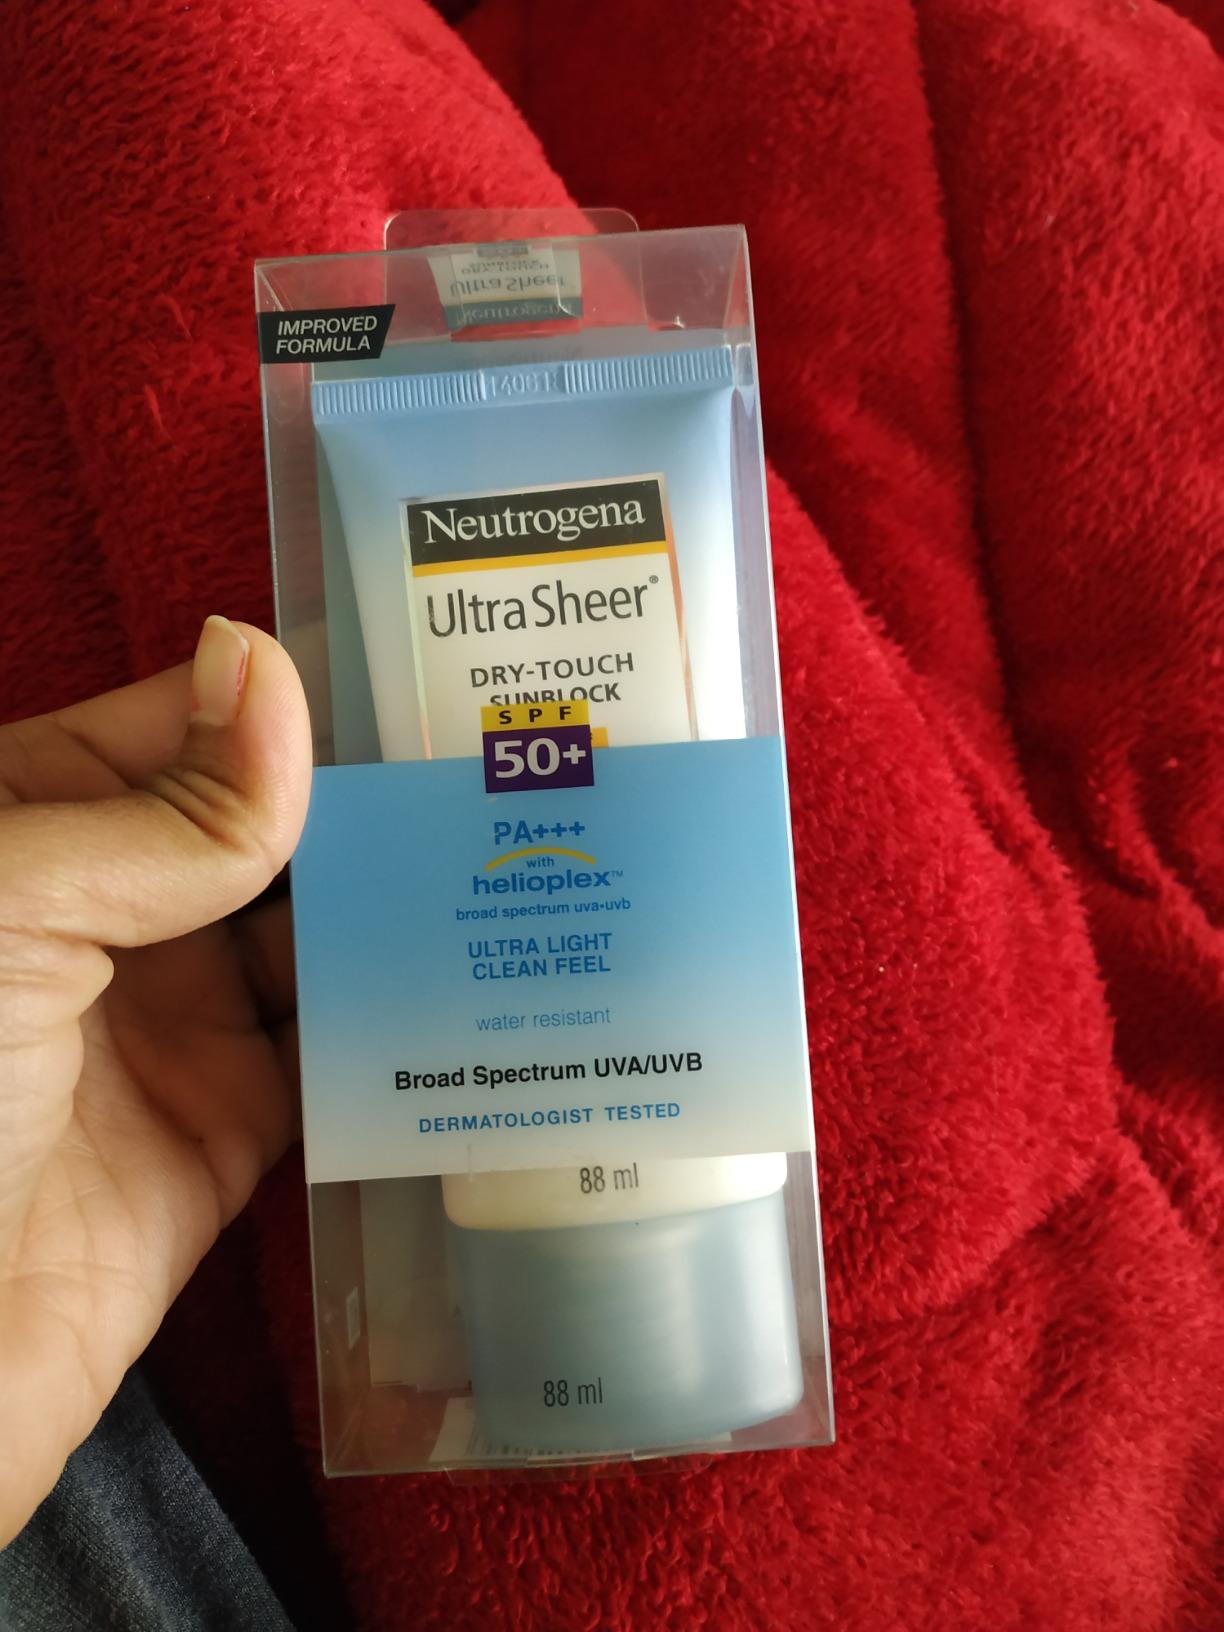 IMPROVED
FORMULA
Neutrogena
Ultra Sheer®
DRY-TOUCH
SUNBLOCK
SPF
50+
PA+++
with
helioplex™
broad spectrum uva•uvb
ULTRA LIGHT
CLEAN FEEL
water resistant
Broad Spectrum UVA/UVB
DERMATOLOGIST TESTED
88 ml
88 ml